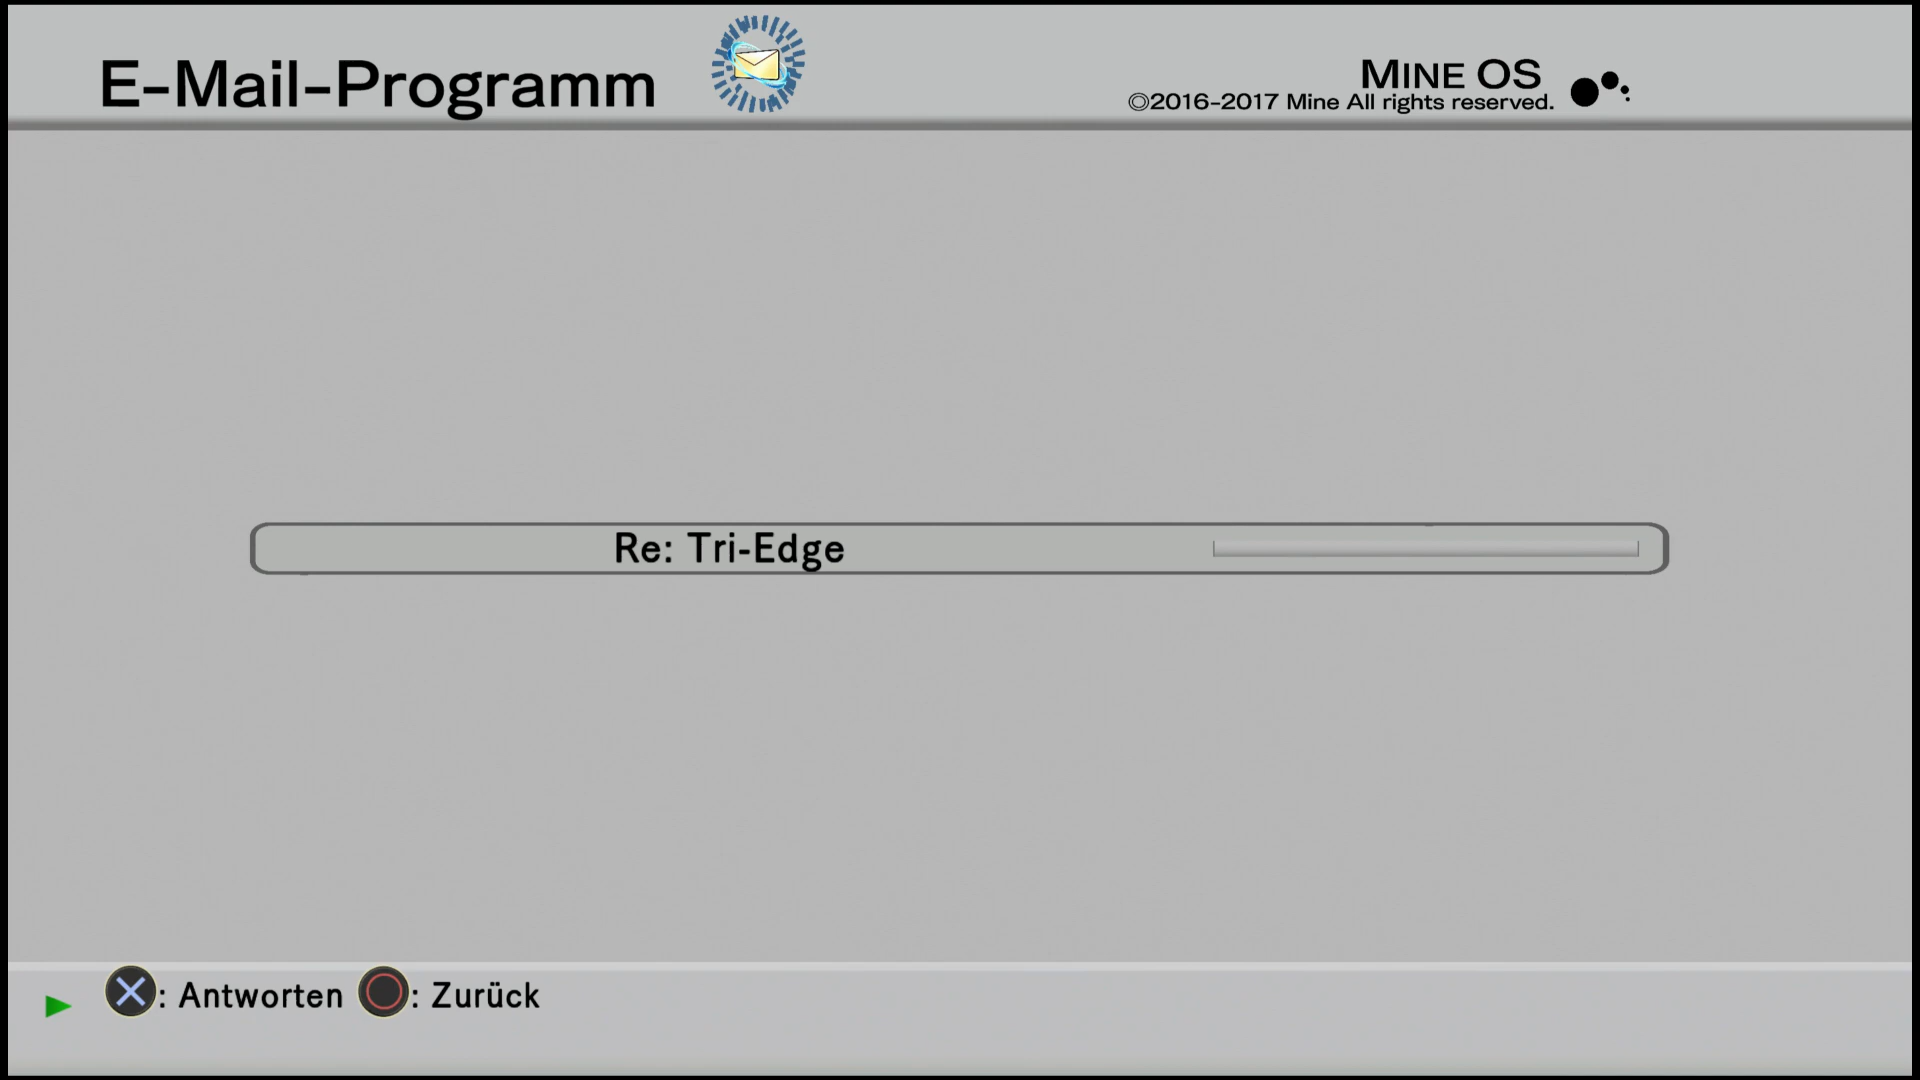 E-Mail-Programm
MINE OS
©2016-2017 Mine All rights reserved.
Re: Tri-Edge
: Antworten : Zurück